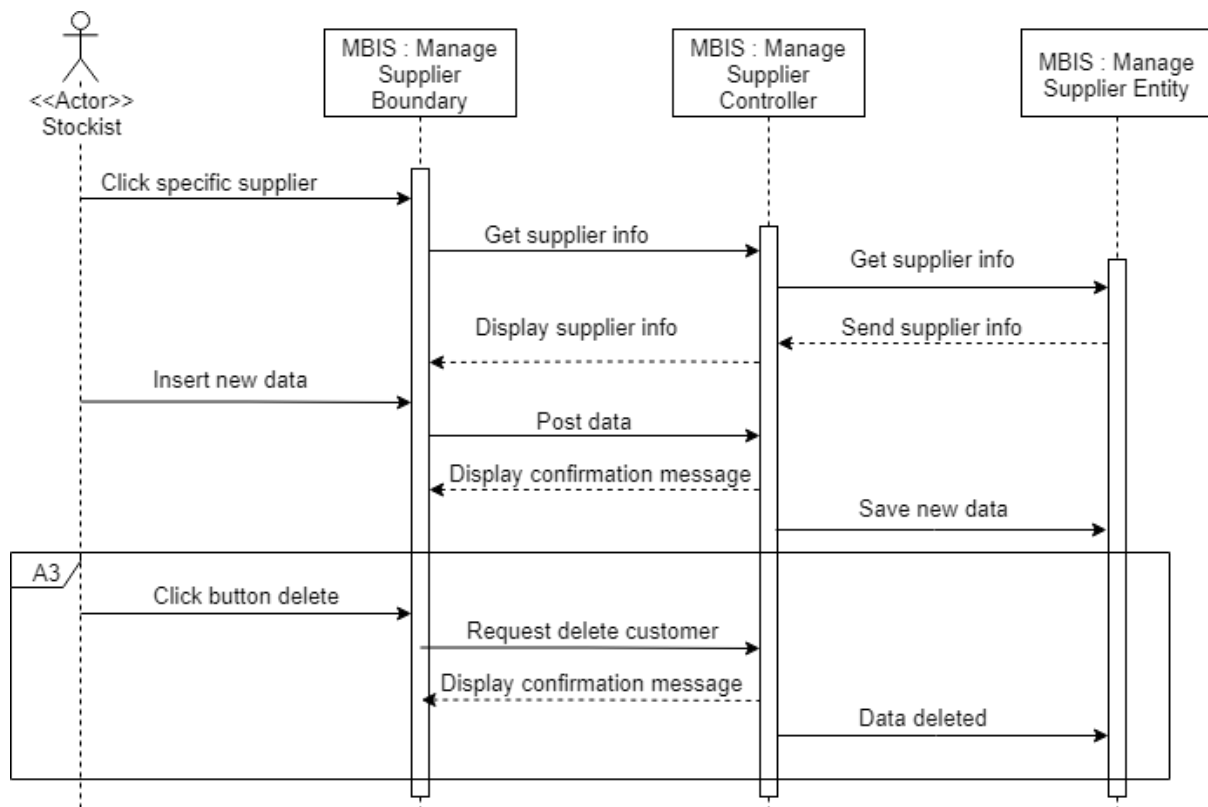 <<Actor>>
Stockist
MBIS : Manage
Supplier
Boundary
MBIS : Manage
Supplier
Controller
MBIS : Manage
Supplier Entity
Click specific supplier
Get supplier info
Get supplier info
Send supplier info
Display supplier info
Insert new data
Post data
Display confirmation message
Save new data
A3
Click button delete
Request delete customer
Display confirmation message
Data deleted